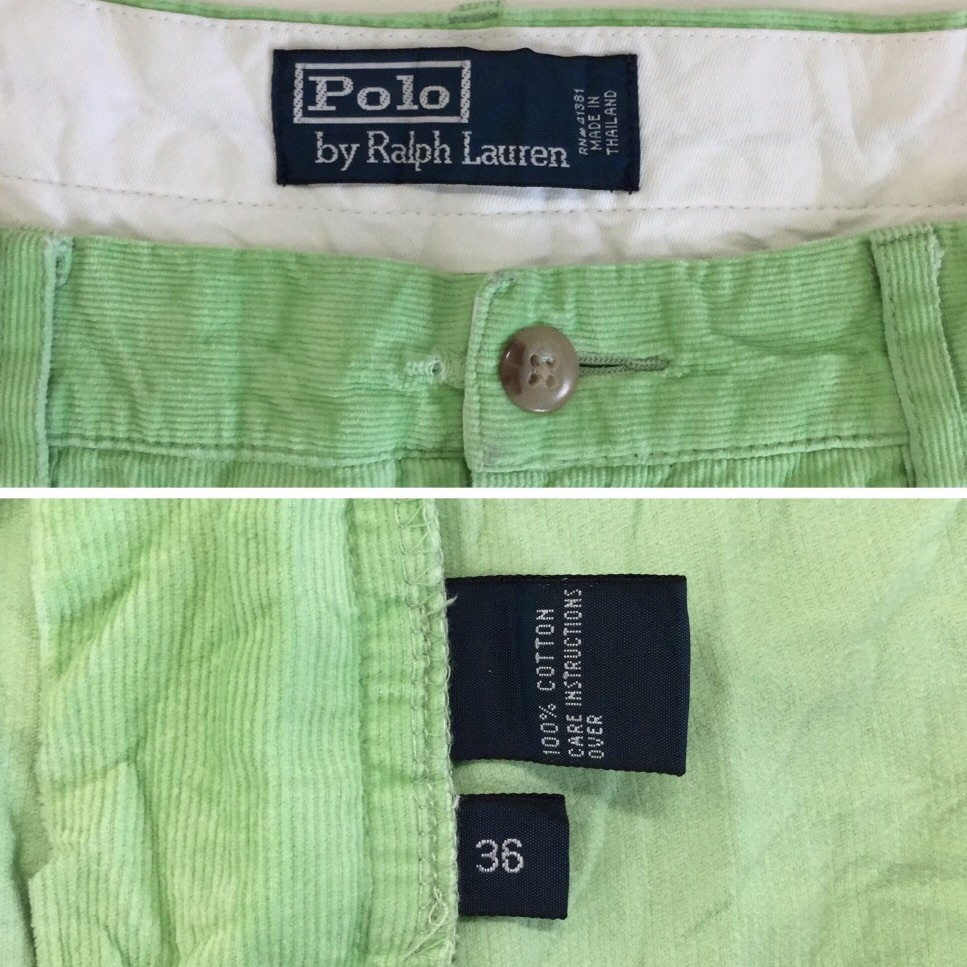 Polo
by Ralph Lauren
RN# 41381
MADE IN
THAILAND
100% COTTON
CARE INSTRUCTIONS
OVER
36